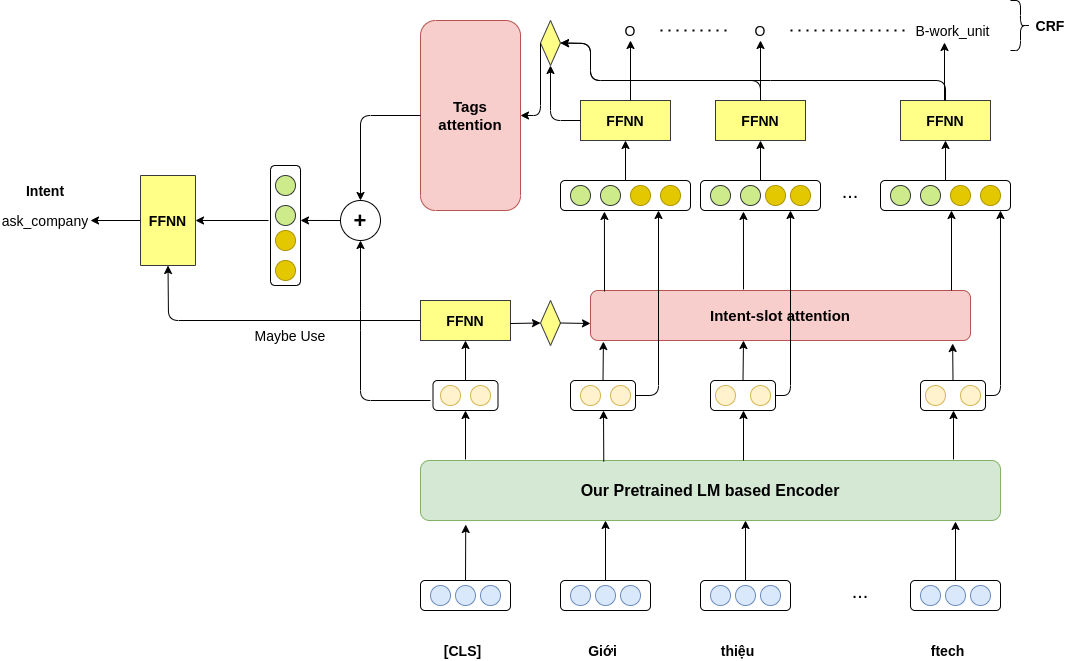 O ......... O ............... B-work_unit
CRF
Tags
attention
FFNN
FFNN
FFNN
Intent
ask_company
FFNN
+
...
FFNN
Intent-slot attention
Maybe Use
Our Pretrained LM based Encoder
...
[CLS] Giới thiệu ftech